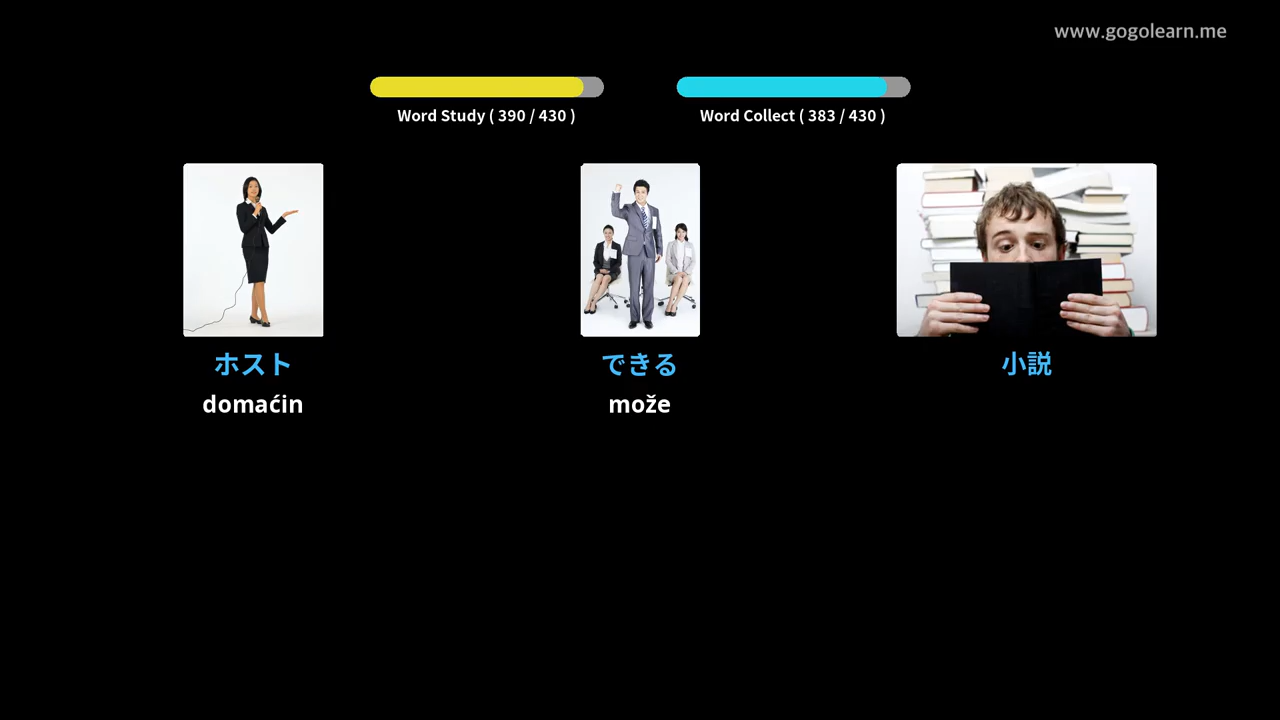 www.gogolearn.me
Word Study ( 390 / 430 )
Word Collect ( 383 / 430 )
ホスト
できる
小説
domaćin
može